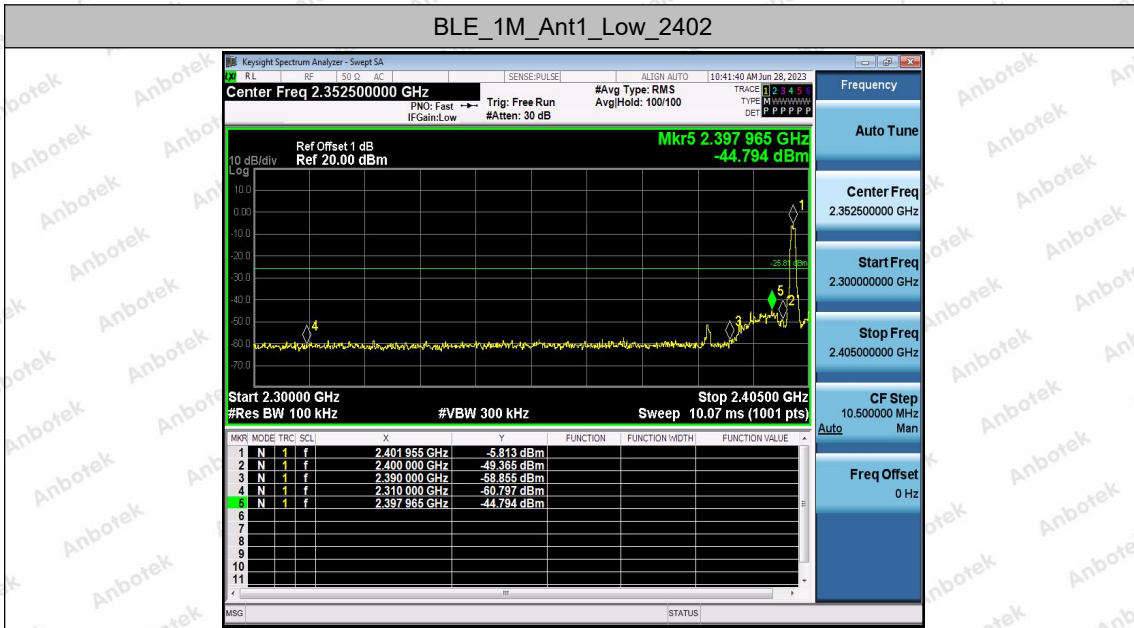 BLE_1M_Ant1_Low_2402
Keysight Spectrum Analyzer - Swept SA
LXI RL RF 50 Ω AC SENSE:PULSE ALIGN AUTO 10:41:40 AM Jun 28, 2023
Center Freq 2.352500000 GHz
PNO: Fast
IFGain:Low
Trig: Free Run
#Atten: 30 dB
#Avg Type: RMS
Avg|Hold: 100/100
TRACE 1 2 3 4 5 6
TYPE M WWWWW
DET P P P P P P
Mkr5 2.397 965 GHz
-44.794 dBm
Ref Offset 1 dB
10 dB/div Ref 20.00 dBm
Log
10.0
0.00
-10.0
-20.0
-30.0
-40.0
-50.0
-60.0
-70.0
-25.81 dBm
1
5
2
3
4
Start 2.30000 GHz Stop 2.40500 GHz
#Res BW 100 kHz #VBW 300 kHz Sweep 10.07 ms (1001 pts)
MKR MODE TRC SCL X Y FUNCTION FUNCTION WIDTH FUNCTION VALUE
1 N 1 f 2.401 955 GHz -5.813 dBm
2 N 1 f 2.400 000 GHz -49.365 dBm
3 N 1 f 2.390 000 GHz -58.855 dBm
4 N 1 f 2.310 000 GHz -60.797 dBm
5 N 1 f 2.397 965 GHz -44.794 dBm
6
7
8
9
10
11
MSG STATUS
Frequency
Auto Tune
Center Freq
2.352500000 GHz
Start Freq
2.300000000 GHz
Stop Freq
2.405000000 GHz
CF Step
10.500000 MHz
Auto Man
Freq Offset
0 Hz
Anbotek